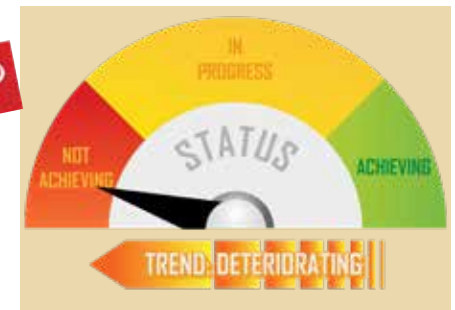 IN
PROGRESS
STATUS
NOT
ACHIEVING
ACHIEVING
TREND: DETERIORATING